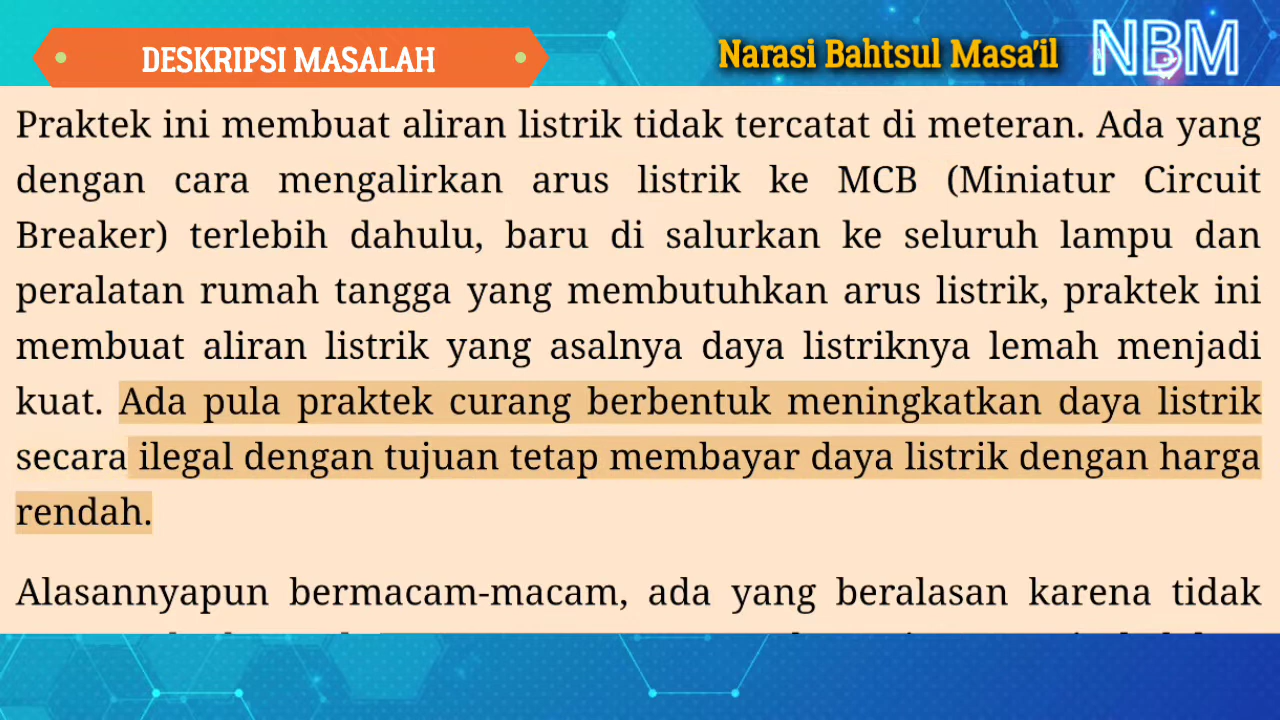 DESKRIPSI MASALAH
Narasi Bahtsul Masa'il
NBM
Praktek ini membuat aliran listrik tidak tercatat di meteran. Ada yang
dengan cara mengalirkan arus listrik ke MCB (Miniatur Circuit
Breaker) terlebih dahulu, baru di salurkan ke seluruh lampu dan
peralatan rumah tangga yang membutuhkan arus listrik, praktek ini
membuat aliran listrik yang asalnya daya listriknya lemah menjadi
kuat. Ada pula praktek curang berbentuk meningkatkan daya listrik
secara ilegal dengan tujuan tetap membayar daya listrik dengan harga
rendah.
Alasannyapun bermacam-macam, ada yang beralasan karena tidak